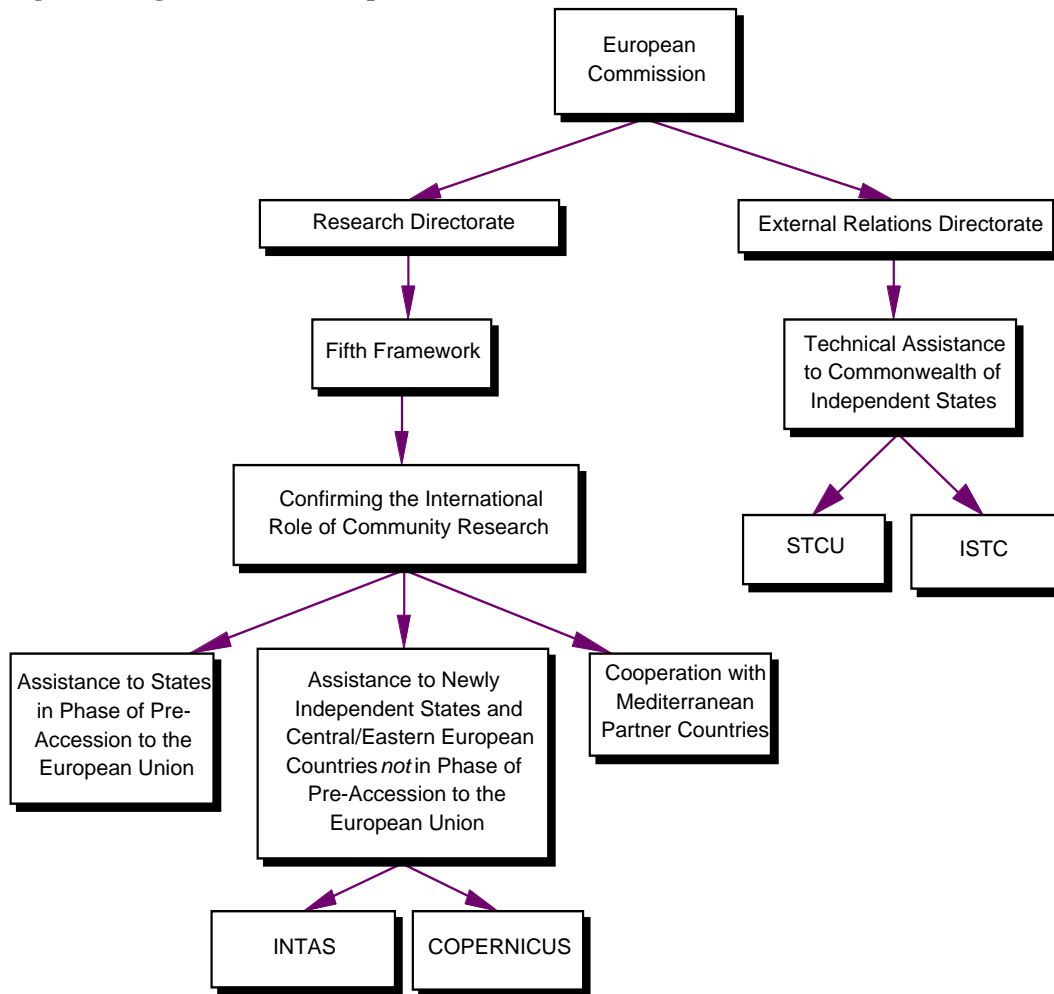 European
Commission
Research Directorate
External Relations Directorate
Fifth Framework
Technical Assistance
to Commonwealth of
Independent States
Confirming the International
Role of Community Research
STCU
ISTC
Assistance to States
in Phase of Pre-
Accession to the
European Union
Assistance to Newly
Independent States and
Central/Eastern European
Countries not in Phase of
Pre-Accession to the
European Union
Cooperation with
Mediterranean
Partner Countries
INTAS
COPERNICUS